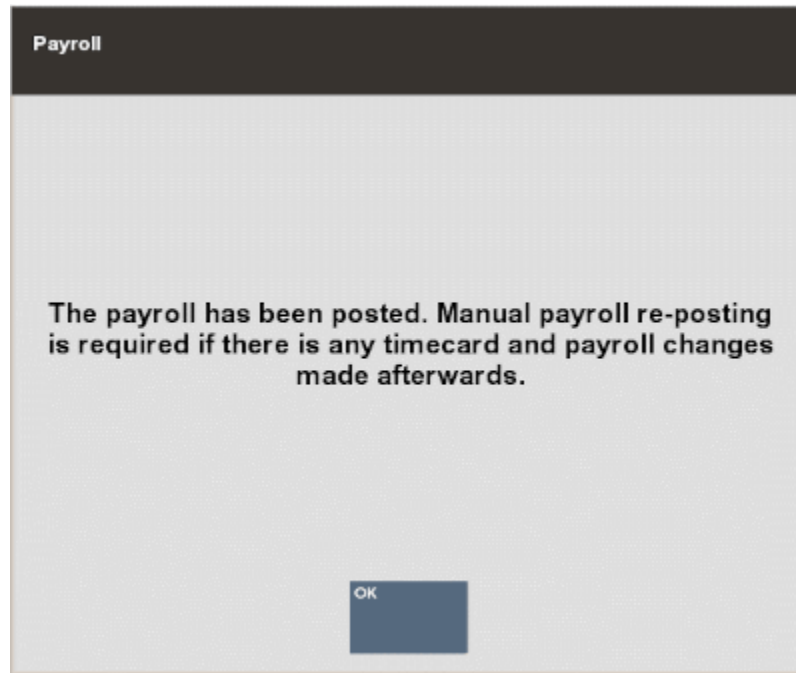 Payroll
The payroll has been posted. Manual payroll re-posting
is required if there is any timecard and payroll changes
made afterwards.
OK